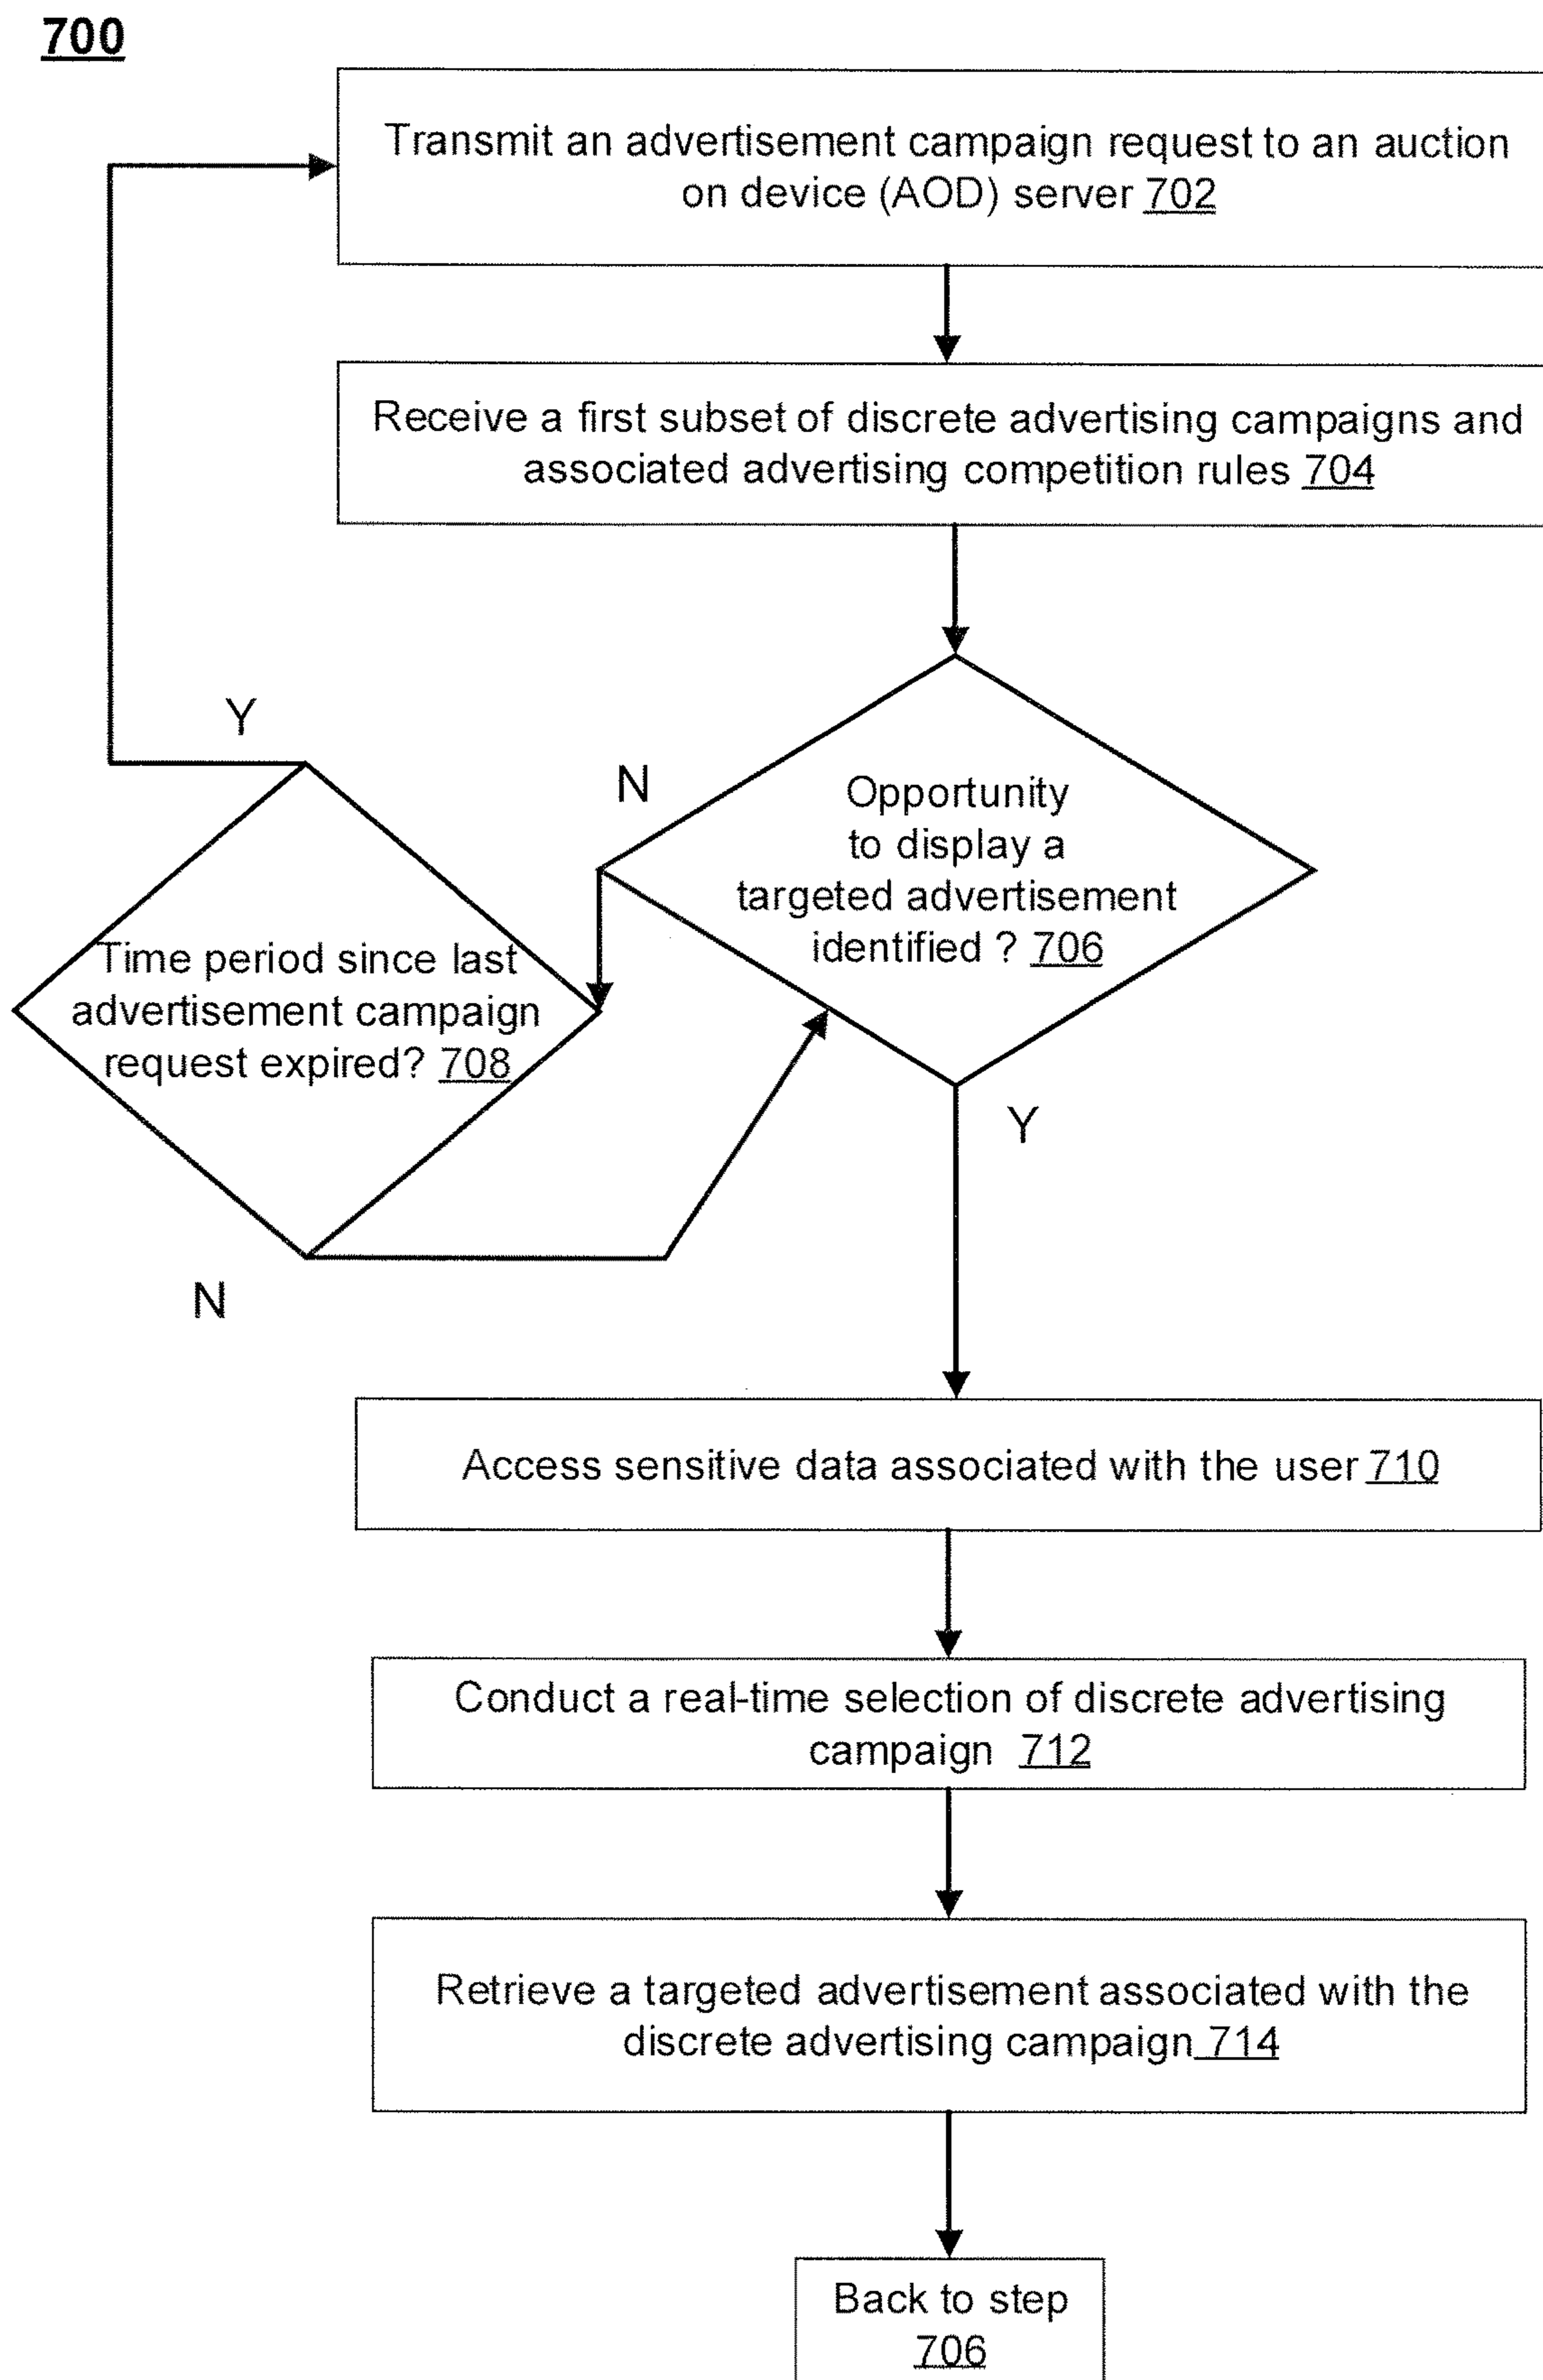 700
Transmit an advertisement campaign request to an auction
on device (AOD) server 702
Receive a first subset of discrete advertising campaigns and
associated advertising competition rules 704
Y
N
Opportunity
to display a
targeted advertisement
identified ? 706
Time period since last
advertisement campaign
request expired? 708
Y
N
Access sensitive data associated with the user 710
Conduct a real-time selection of discrete advertising
campaign 712
Retrieve a targeted advertisement associated with the
discrete advertising campaign 714
Back to step
706